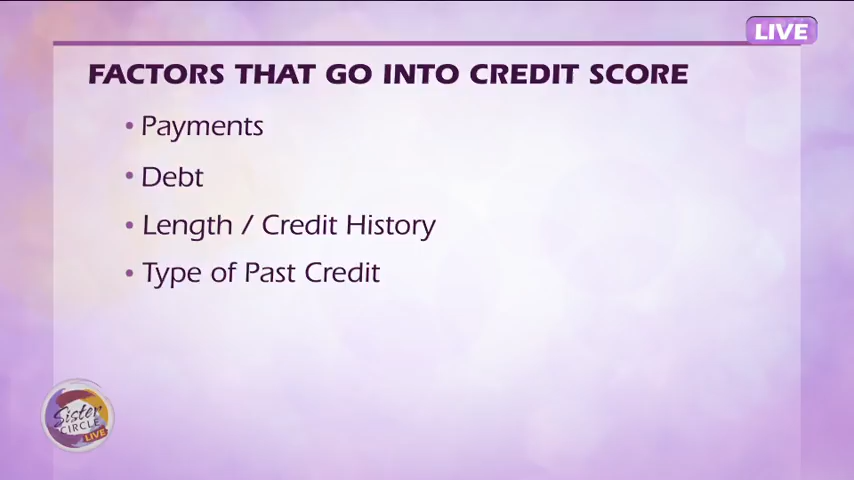 LIVE
FACTORS THAT GO INTO CREDIT SCORE
• Payments
• Debt
• Length / Credit History
• Type of Past Credit
Sister
CIRCLE
LIVE